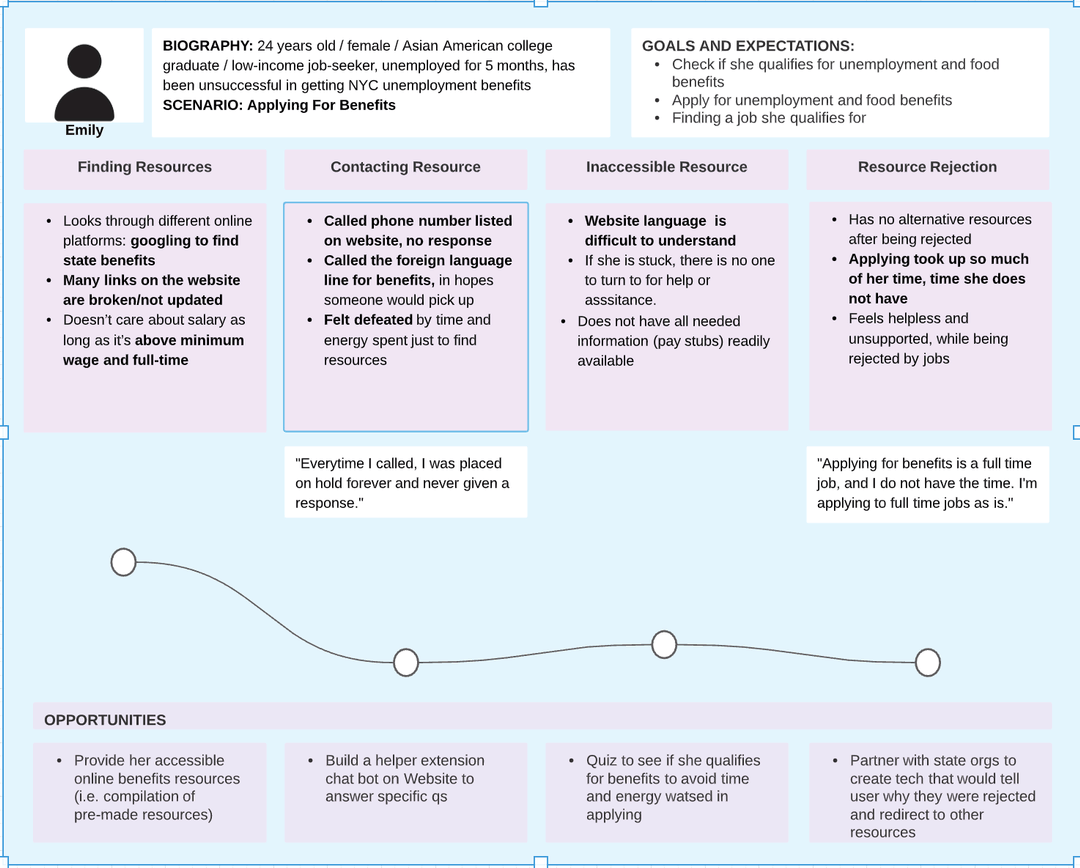 Emily
BIOGRAPHY: 24 years old / female / Asian American college
graduate / low-income job-seeker, unemployed for 5 months, has
been unsuccessful in getting NYC unemployment benefits
SCENARIO: Applying For Benefits
GOALS AND EXPECTATIONS:
• Check if she qualifies for unemployment and food
benefits
• Apply for unemployment and food benefits
• Finding a job she qualifies for
Finding Resources
• Looks through different online
platforms: googling to find
state benefits
• Many links on the website
are broken/not updated
• Doesn’t care about salary as
long as it’s above minimum
wage and full-time
Contacting Resource
• Called phone number listed
on website, no response
• Called the foreign language
line for benefits, in hopes
someone would pick up
• Felt defeated by time and
energy spent just to find
resources
"Everytime I called, I was placed
on hold forever and never given a
response."
Inaccessible Resource
• Website language is
difficult to understand
• If she is stuck, there is no one
to turn to for help or
asssitance.
• Does not have all needed
information (pay stubs) readily
available
Resource Rejection
• Has no alternative resources
after being rejected
• Applying took up so much
of her time, time she does
not have
• Feels helpless and
unsupported, while being
rejected by jobs
"Applying for benefits is a full time
job, and I do not have the time. I'm
applying to full time jobs as is."
OPPORTUNITIES
• Provide her accessible
online benefits resources
(i.e. compilation of
pre-made resources)
• Build a helper extension
chat bot on Website to
answer specific qs
• Quiz to see if she qualifies
for benefits to avoid time
and energy watsed in
applying
• Partner with state orgs to
create tech that would tell
user why they were rejected
and redirect to other
resources